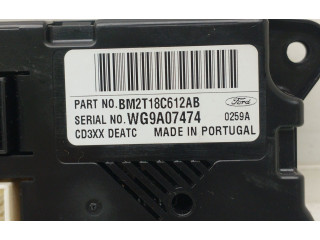 PART NO. BM2T18C612AB
Ford
SERIAL NO. WG9A07474 0259A
CD3XX DEATC MADE IN PORTUGAL